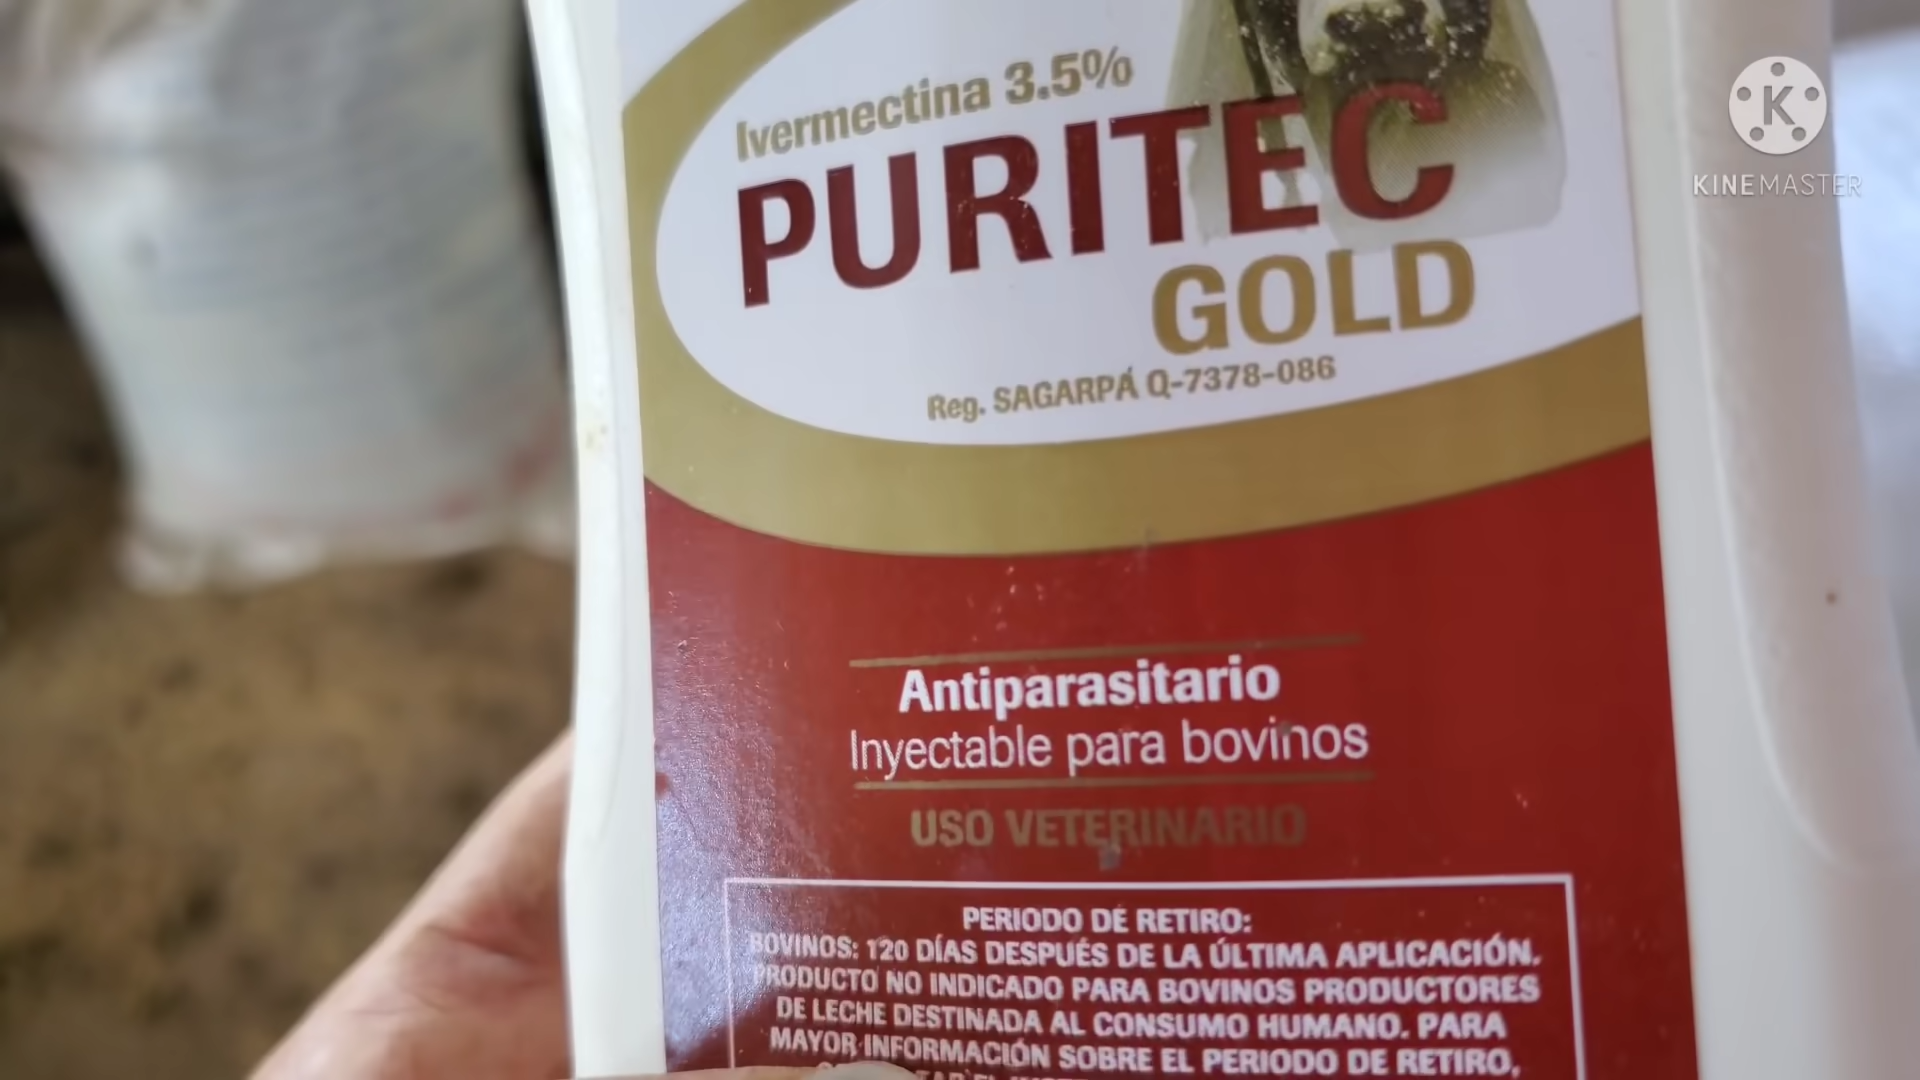 Ivermectina 3.5%
PURITEC
GOLD
Reg. SAGARPA Q-7378-086
Antiparasitario
Inyectable para bovinos
USO VETERINARIO
PERIODO DE RETIRO:
BOVINOS: 120 DÍAS DESPUÉS DE LA ÚLTIMA APLICACIÓN.
PRODUCTO NO INDICADO PARA BOVINOS PRODUCTORES
DE LECHE DESTINADA AL CONSUMO HUMANO. PARA
MAYOR INFORMACIÓN SOBRE EL PERIODO DE RETIRO,
K
KINEMASTER